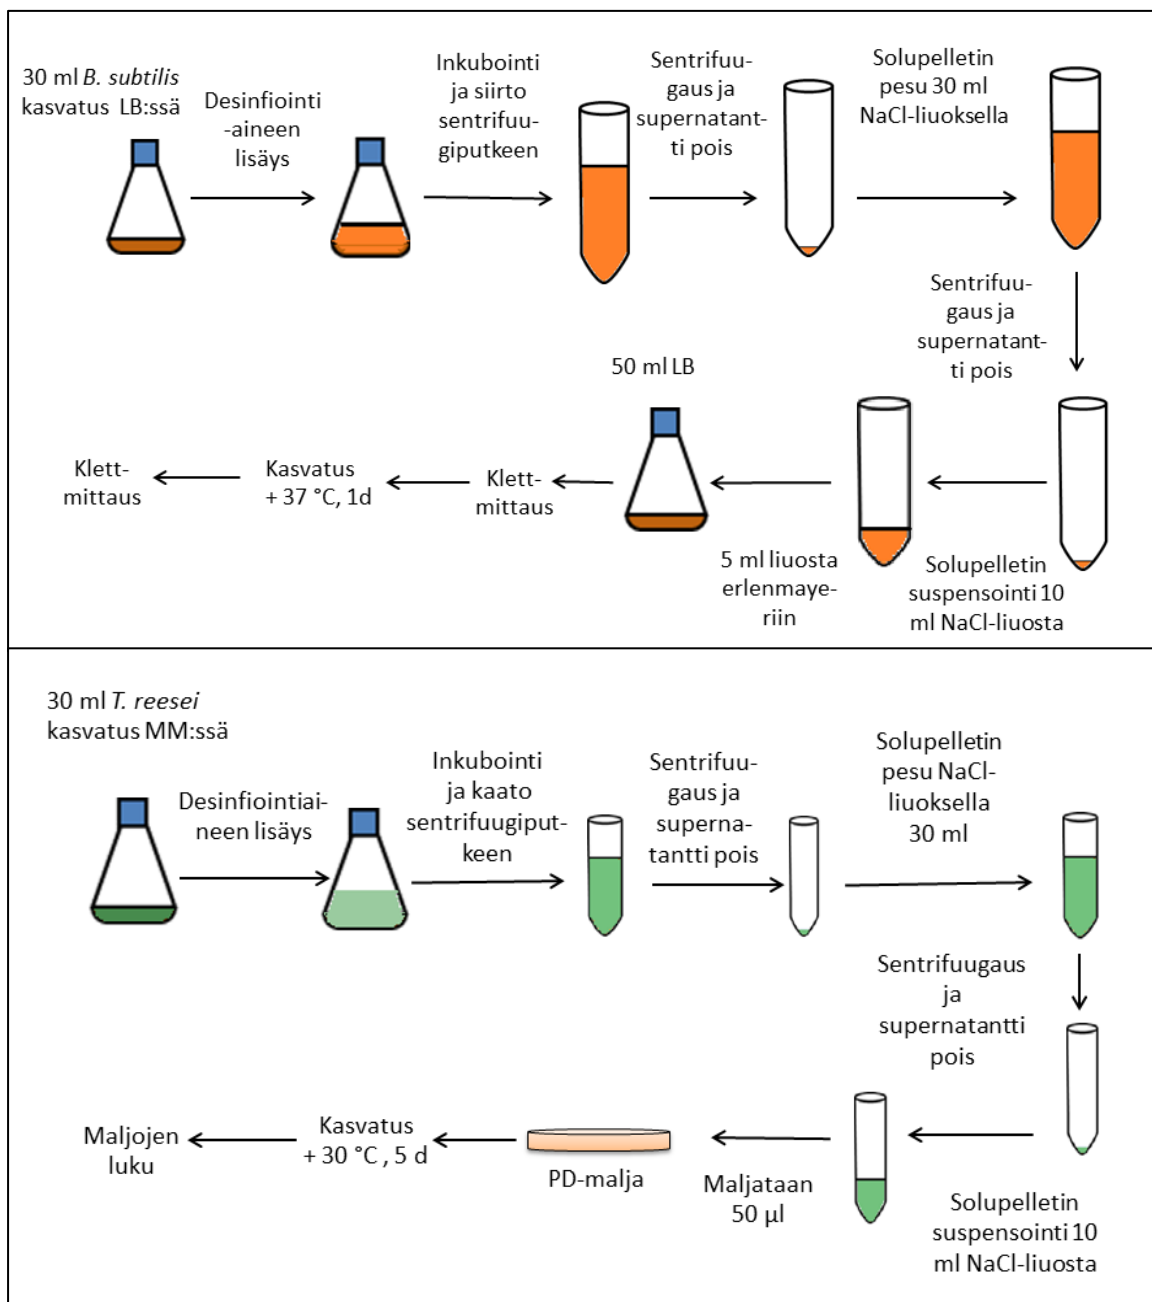 30 ml B. subtilis
kasvatus LB:ssä
Desinfiointi
-aineen
lisäys
Inkubointi
ja siirto
sentrifuu-
giputkeen
Sentrifuu-
gaus ja
supernatant-
ti pois
Solupelletin
pesu 30 ml
NaCl-liuoksella
Sentrifuu-
gaus ja
supernatant-
ti pois
Solupelletin
suspensointi 10
ml NaCl-liuosta
5 ml liuosta
erlenmaye-
riin
50 ml LB
Klett-
mittaus
Kasvatus
+ 37 °C, 1d
Klett-
mittaus
30 ml T. reesei
kasvatus MM:ssä
Desinfiointiai-
neen lisäys
Inkubointi
ja kaato
sentrifuugiput-
keen
Sentrifuu-
gaus ja
superna-
tantti pois
Solupelletin
pesu NaCl-
liuoksella
30 ml
Sentrifuugaus
ja
supernatantti
pois
Solupelletin
suspensointi 10
ml NaCl-liuosta
Maljataan
50 µl
PD-malja
Kasvatus
+ 30 °C , 5 d
Maljojen
luku